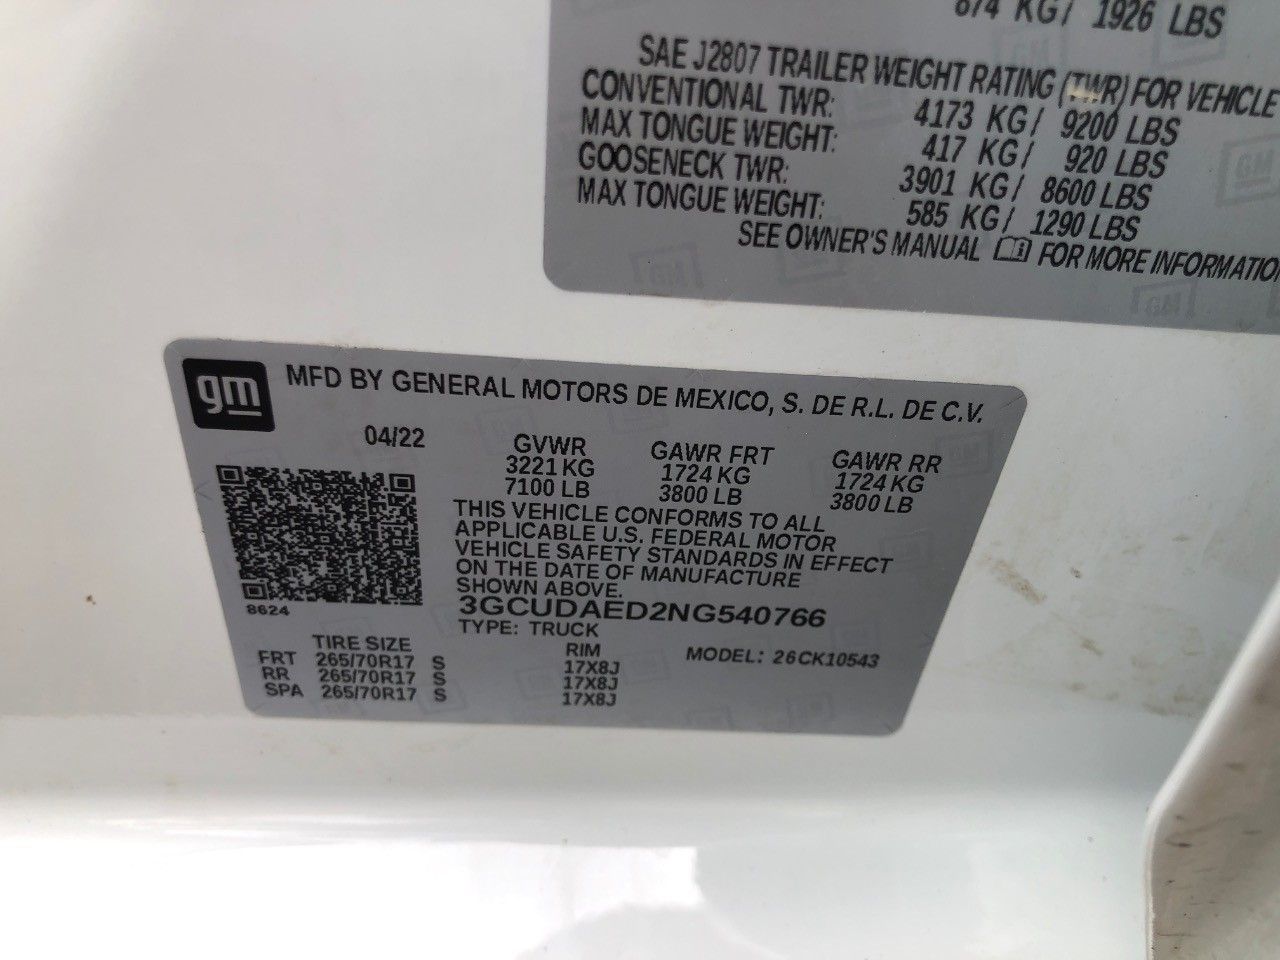 874 KG/ 1926 LBS
SAE J2807 TRAILER WEIGHT RATING (TWR) FOR VEHICLE
CONVENTIONAL TWR: 4173 KG/ 9200 LBS
MAX TONGUE WEIGHT: 417 KG/ 920 LBS
GOOSENECK TWR: 3901 KG/ 8600 LBS
MAX TONGUE WEIGHT: 585 KG/ 1290 LBS
SEE OWNER'S MANUAL FOR MORE INFORMATIO
gm MFD BY GENERAL MOTORS DE MEXICO, S. DE R.L. DE C.V.
04/22 GVWR GAWR FRT GAWR RR
3221 KG 1724 KG 1724 KG
7100 LB 3800 LB 3800 LB
THIS VEHICLE CONFORMS TO ALL
APPLICABLE U.S. FEDERAL MOTOR
VEHICLE SAFETY STANDARDS IN EFFECT
ON THE DATE OF MANUFACTURE
SHOWN ABOVE.
8624 3GCUDAED2NG540766
TYPE: TRUCK
TIRE SIZE RIM MODEL: 26CK10543
FRT 265/70R17 S 17X8J
RR 265/70R17 S 17X8J
SPA 265/70R17 S 17X8J